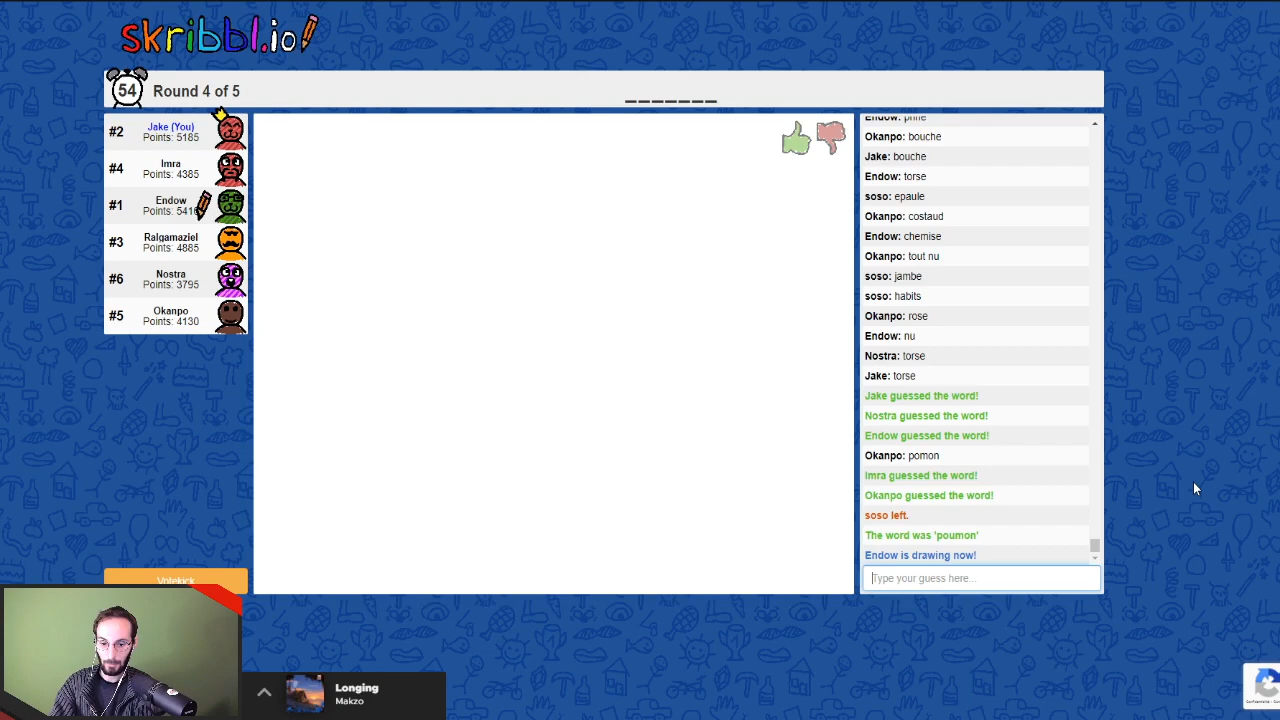 skribbl.io
54
Round 4 of 5
_______
#2
Jake (You)
Points: 5185
#4
Imra
Points: 4385
#1
Endow
#3
Ralgamaziel
Points: 4885
#6
Nostra
Points: 3795
#5
Okanpo
Points: 4130
Votekick
Okanpo: bouche
Jake: bouche
Endow: torse
soso: epaule
Okanpo: costaud
Endow: chemise
Okanpo: tout nu
soso: jambe
soso: habits
Okanpo: rose
Endow: nu
Nostra: torse
Jake: torse
Jake guessed the word!
Nostra guessed the word!
Endow guessed the word!
Okanpo: pomon
Imra guessed the word!
Okanpo guessed the word!
soso left.
The word was 'poumon'
Endow is drawing now!
Type your guess here...
Longing
Makzo